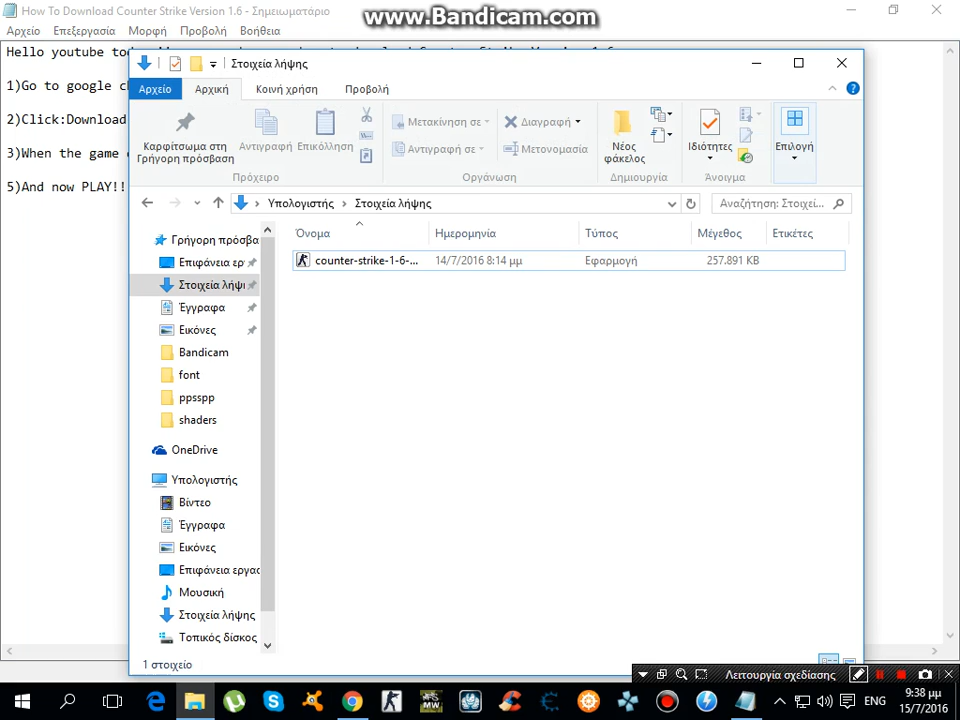 How To Download Counter Strike Version 1.6 - Σημειωματάριο
www.Bandicam.com
Αρχείο Επεξεργασία Μορφή Προβολή Βοήθεια
Hello youtube
1)Go to google
2)Click:Download
3)When the game
5)And now PLAY!!
Στοιχεία λήψης
Αρχείο Αρχική Κοινή χρήση Προβολή
Καρφίτσωμα στη Γρήγορη πρόσβαση
Αντιγραφή
Επικόλληση
Μετακίνηση σε
Αντιγραφή σε
Διαγραφή
Μετονομασία
Νέος φάκελος
Ιδιότητες
Επιλογή
Πρόχειρο Οργάνωση Δημιουργία Άνοιγμα
Υπολογιστής > Στοιχεία λήψης
Αναζήτηση: Στοιχεί...
Όνομα Ημερομηνία Τύπος Μέγεθος Ετικέτες
counter-strike-1-6-... 14/7/2016 8:14 μμ Εφαρμογή 257.891 KB
Γρήγορη πρόσβα
Επιφάνεια ερ
Στοιχεία λήψι
Έγγραφα
Εικόνες
Bandicam
font
ppsspp
shaders
OneDrive
Υπολογιστής
Βίντεο
Έγγραφα
Εικόνες
Επιφάνεια εργασ
Μουσική
Στοιχεία λήψης
Τοπικός δίσκος
1 στοιχείο
Λειτουργία σχεδίασης
ENG
9:38 μμ
15/7/2016